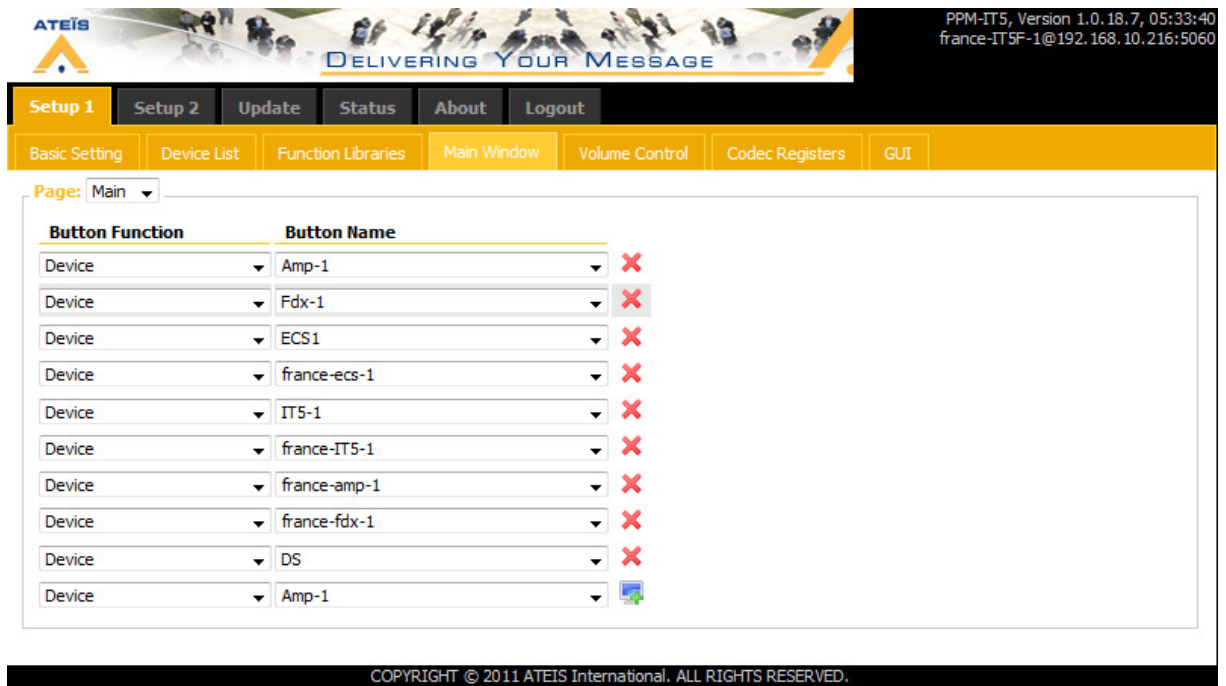 ATEÏS
DELIVERING YOUR MESSAGE
PPM-IT5, Version 1.0.18.7, 05:33:40
france-IT5F-1@192.168.10.216:5060
Setup 1 Setup 2 Update Status About Logout
Basic Setting Device List Function Libraries Main Window Volume Control Codec Registers GUI
Page: Main
Button Function Button Name
Device Amp-1
Device Fdx-1
Device ECS1
Device france-ecs-1
Device IT5-1
Device france-IT5-1
Device france-amp-1
Device france-fdx-1
Device DS
Device Amp-1
COPYRIGHT © 2011 ATEIS International. ALL RIGHTS RESERVED.